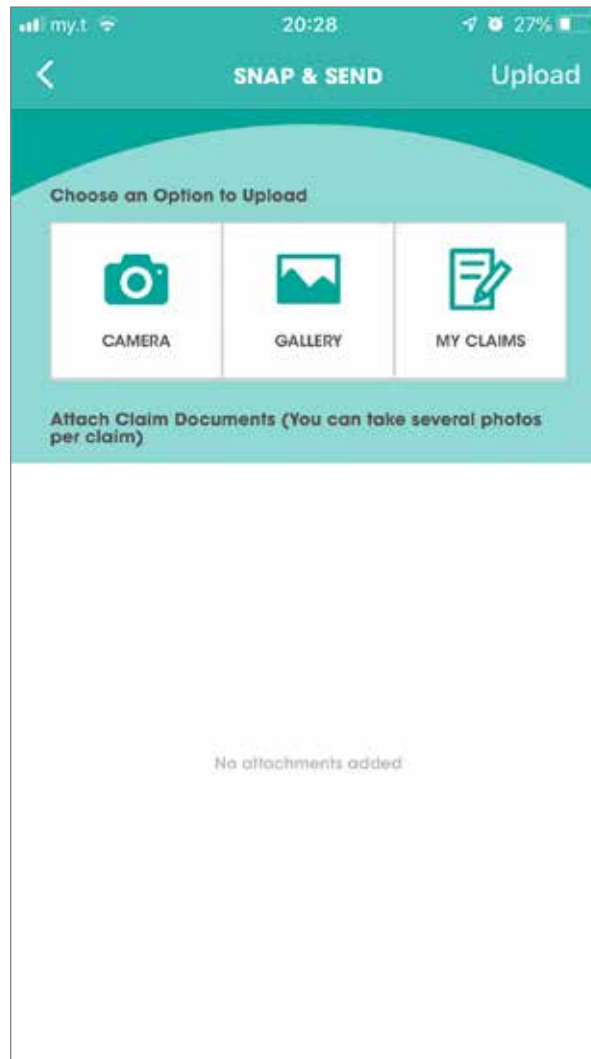 my.t 20:28 27%
SNAP & SEND Upload
Choose an Option to Upload
CAMERA GALLERY MY CLAIMS
Attach Claim Documents (You can take several photos
per claim)
No attachments added